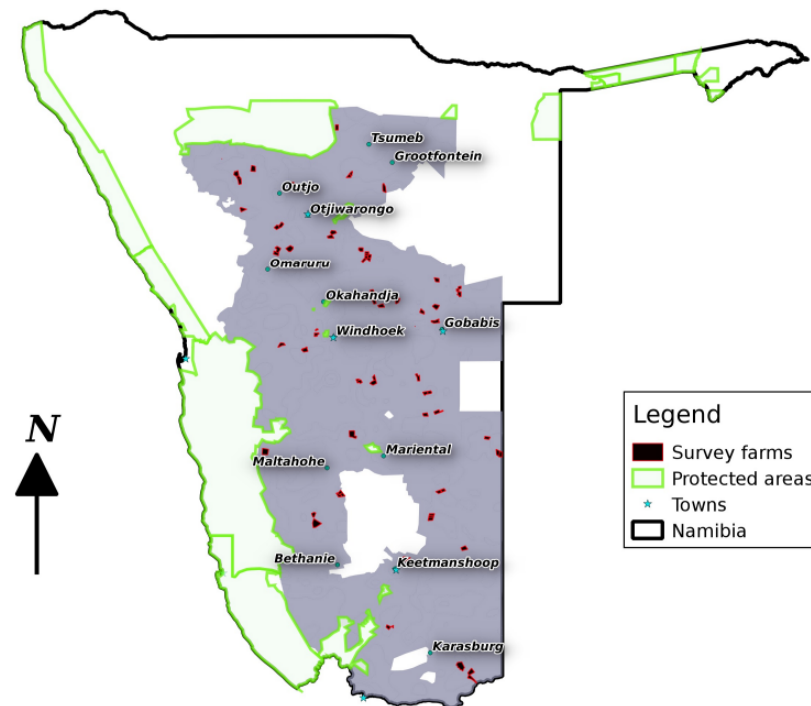 Tsumeb
Grootfontein
Outjo
Otjiwarongo
Omaruru
Okahandja
Windhoek
Gobabis
N
Legend
Survey farms
Protected areas
Towns
Namibia
Mariental
Maltahohe
Bethanie
Keetmanshoop
Karasburg